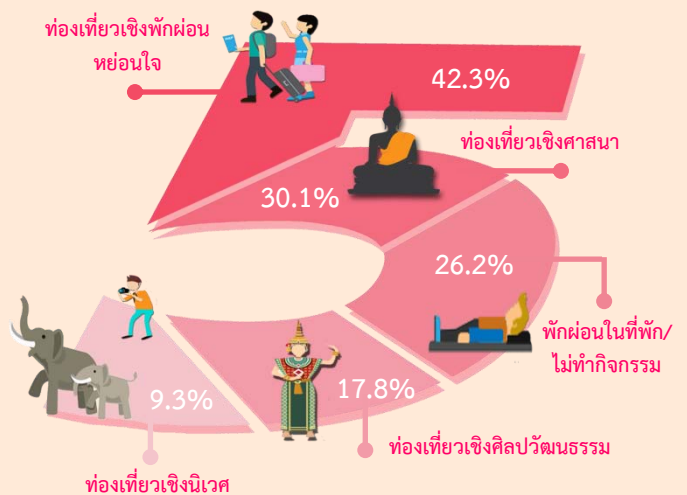 ท่องเที่ยวเชิงพักผ่อน
หย่อนใจ
42.3%
ท่องเที่ยวเชิงศาสนา
30.1%
26.2%
พักผ่อนในที่พัก/
ไม่ทำกิจกรรม
17.8%
ท่องเที่ยวเชิงศิลปวัฒนธรรม
9.3%
ท่องเที่ยวเชิงนิเวศ